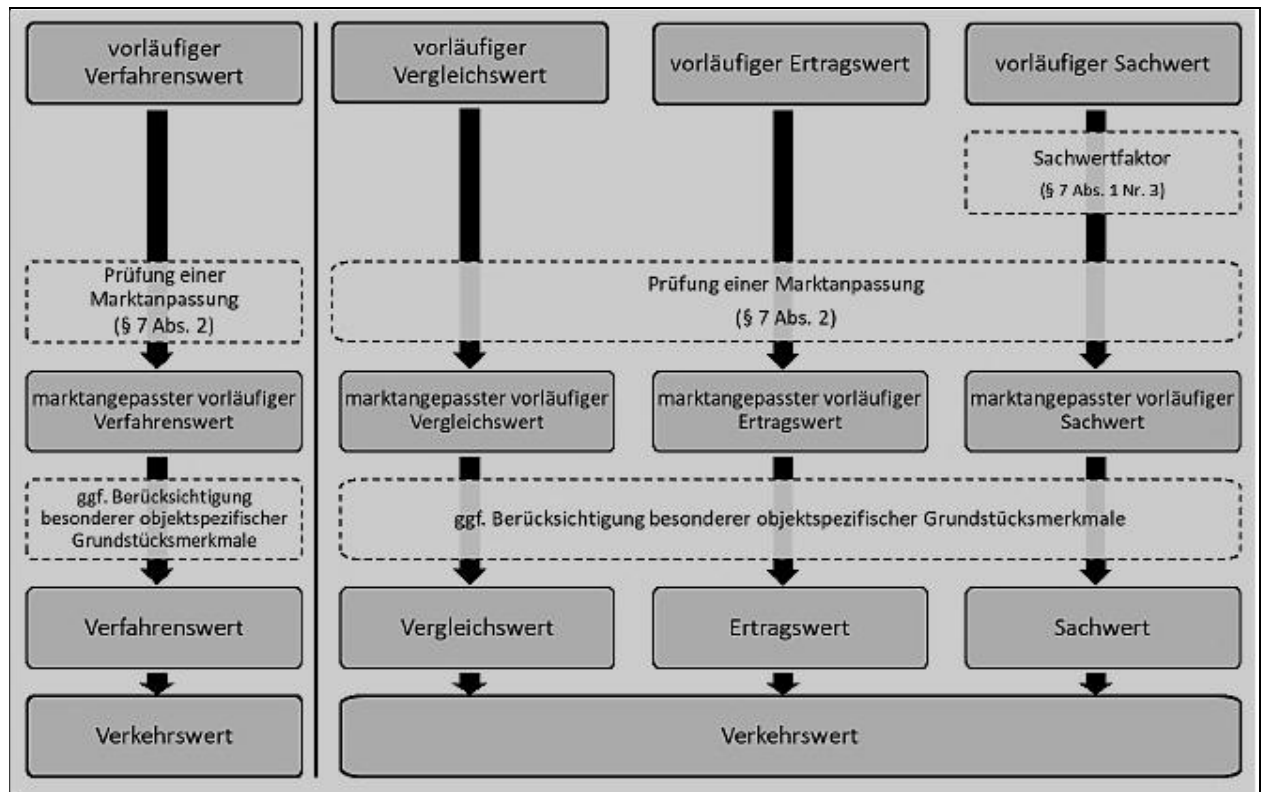 vorläufiger
Verfahrenswert
vorläufiger
Vergleichswert
vorläufiger Ertragswert
vorläufiger Sachwert
Sachwertfaktor
(§ 7 Abs. 1 Nr. 3)
Prüfung einer
Marktanpassung
(§ 7 Abs. 2)
Prüfung einer Marktanpassung
(§ 7 Abs. 2)
marktangepasster vorläufiger
Verfahrenswert
marktangepasster vorläufiger
Vergleichswert
marktangepasster vorläufiger
Ertragswert
marktangepasster vorläufiger
Sachwert
ggf. Berücksichtigung
besonderer objektspezifischer
Grundstücksmerkmale
ggf. Berücksichtigung besonderer objektspezifischer Grundstücksmerkmale
Verfahrenswert
Vergleichswert
Ertragswert
Sachwert
Verkehrswert
Verkehrswert